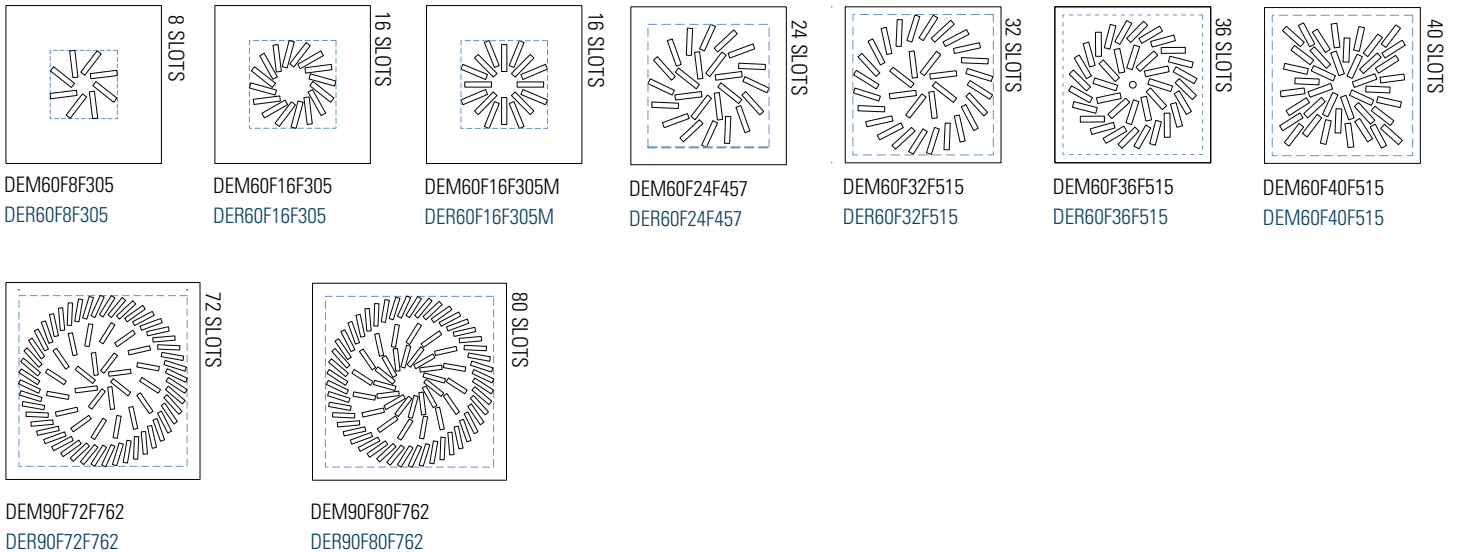 8 SLOTS
DEM60F8F305
DER60F8F305
16 SLOTS
DEM60F16F305
DER60F16F305
16 SLOTS
DEM60F16F305M
DER60F16F305M
24 SLOTS
DEM60F24F457
DER60F24F457
32 SLOTS
DEM60F32F515
DER60F32F515
36 SLOTS
DEM60F36F515
DER60F36F515
40 SLOTS
DEM60F40F515
DEM60F40F515
72 SLOTS
DEM90F72F762
DER90F72F762
80 SLOTS
DEM90F80F762
DER90F80F762